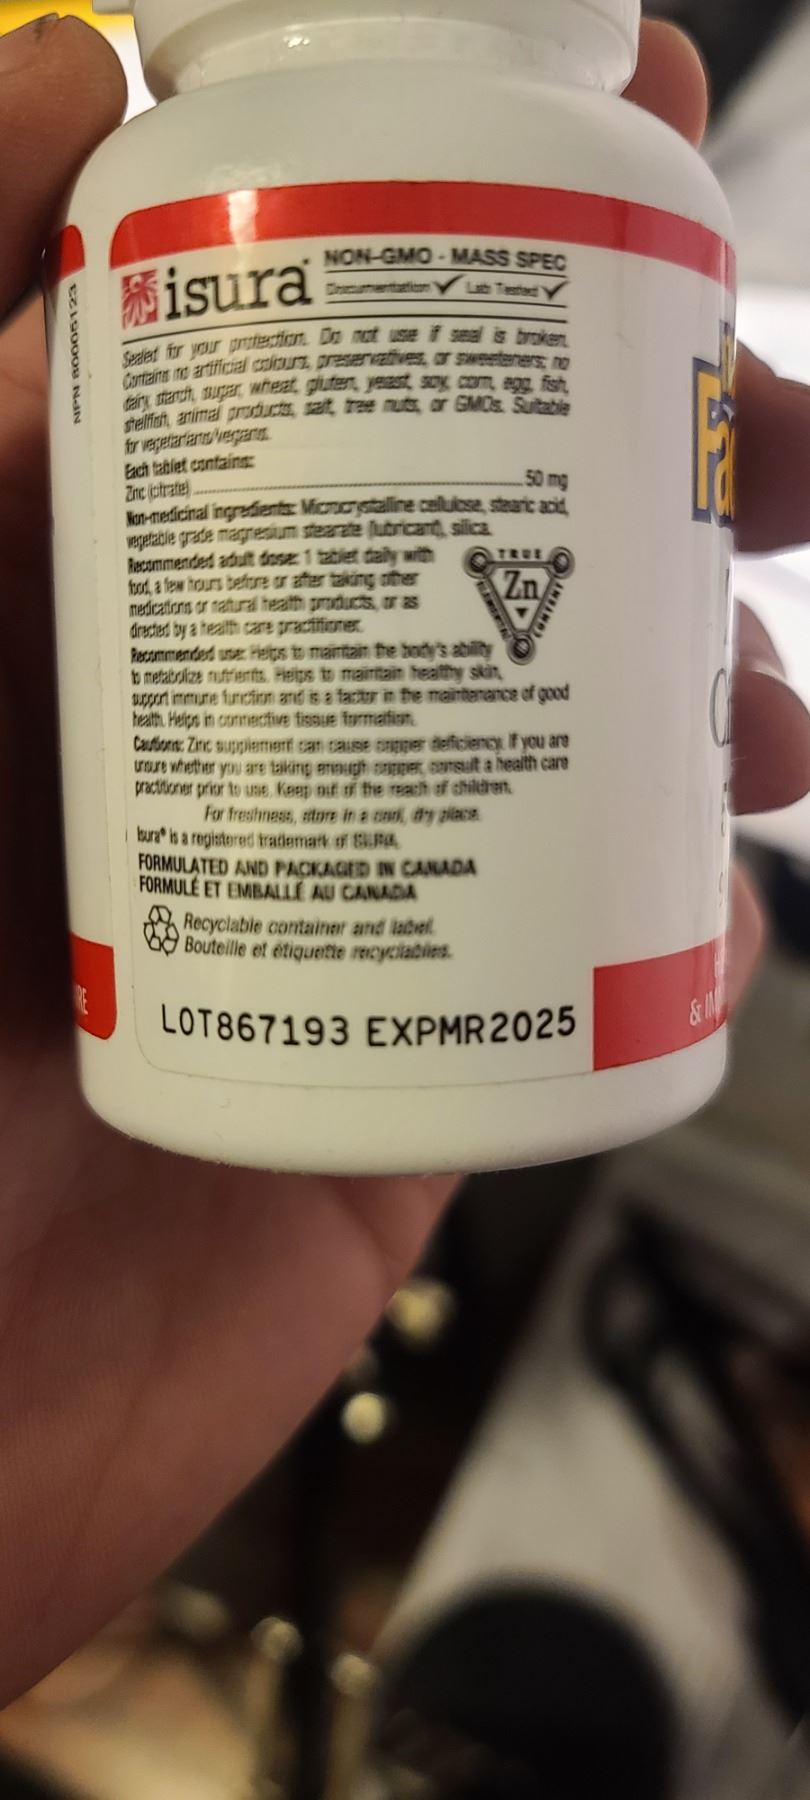 isura
NON-GMO - MASS SPEC
Documentation ✓ Lab Tested ✓
NPN 80005123
Sealed for your protection. Do not use if seal is broken.
Contains no artificial colours, preservatives, or sweeteners; no
dairy, starch, sugar, wheat, gluten, yeast, soy, corn, egg, fish,
shellfish, animal products, salt, tree nuts, or GMOs. Suitable
for vegetarians/vegans.
Each tablet contains:
Zinc (citrate) 50 mg
Non-medicinal ingredients: Microcrystalline cellulose, stearic acid,
vegetable grade magnesium stearate (lubricant), silica.
Recommended adult dose: 1 tablet daily with
food, a few hours before or after taking other
medications or natural health products, or as
directed by a health care practitioner.
TRUE
ELEMENTAL
CONTENT
Zn
Recommended use: Helps to maintain the body's ability
to metabolize nutrients. Helps to maintain healthy skin,
support immune function and is a factor in the maintenance of good
health. Helps in connective tissue formation.
Cautions: Zinc supplement can cause copper deficiency. If you are
unsure whether you are taking enough copper, consult a health care
practitioner prior to use. Keep out of the reach of children.
For freshness, store in a cool, dry place.
Isura® is a registered trademark of ISURA.
FORMULATED AND PACKAGED IN CANADA
FORMULÉ ET EMBALLÉ AU CANADA
Recyclable container and label.
Bouteille et étiquette recyclables.
LOT867193 EXPMR2025
Fa
& IM